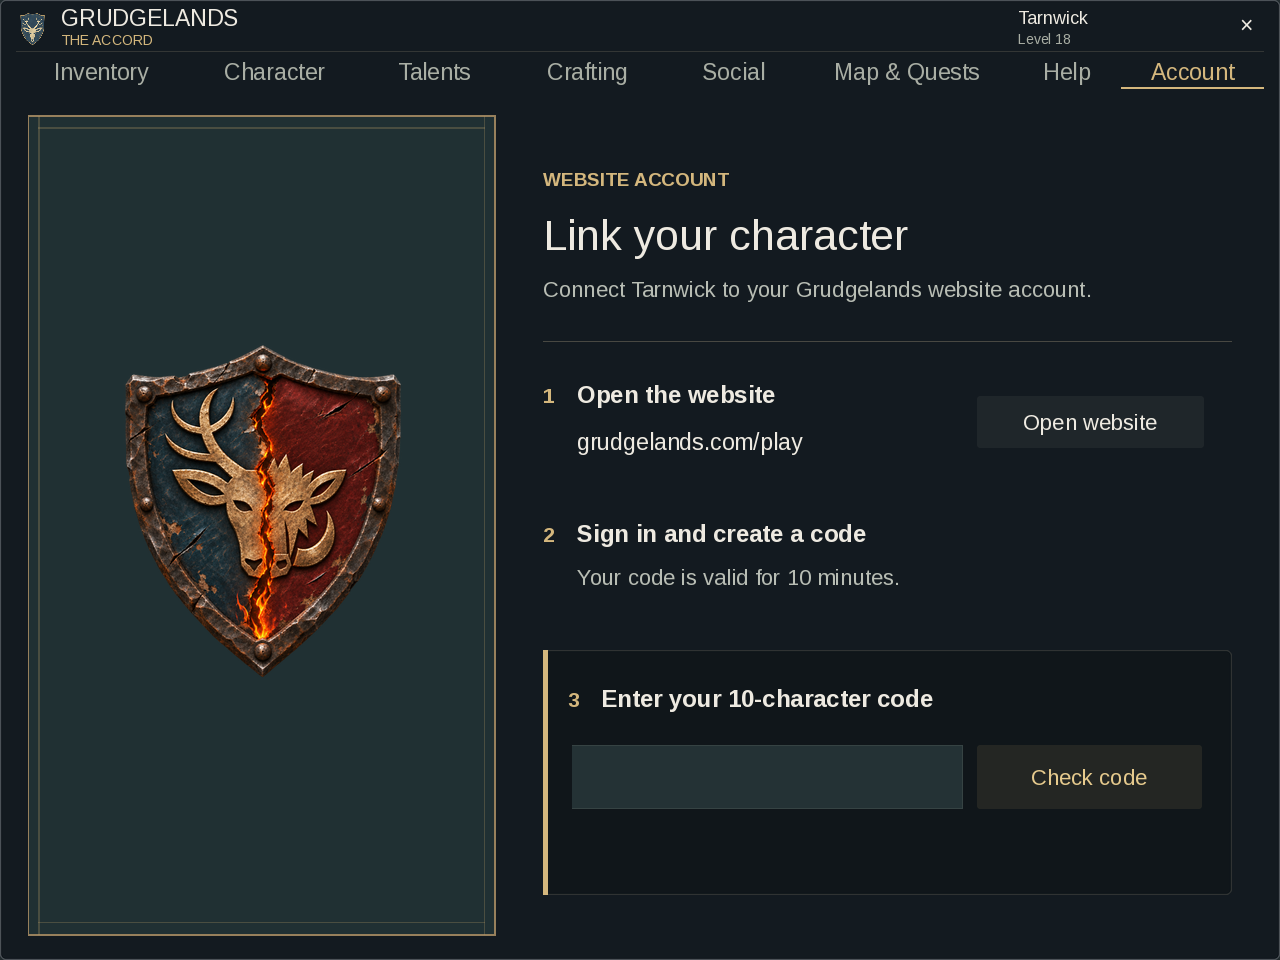 GRUDGELANDS
THE ACCORD
Tarnwick
Level 18
×
Inventory Character Talents Crafting Social Map & Quests Help Account
WEBSITE ACCOUNT
Link your character
Connect Tarnwick to your Grudgelands website account.
1 Open the website
grudgelands.com/play
Open website
2 Sign in and create a code
Your code is valid for 10 minutes.
3 Enter your 10-character code
Check code